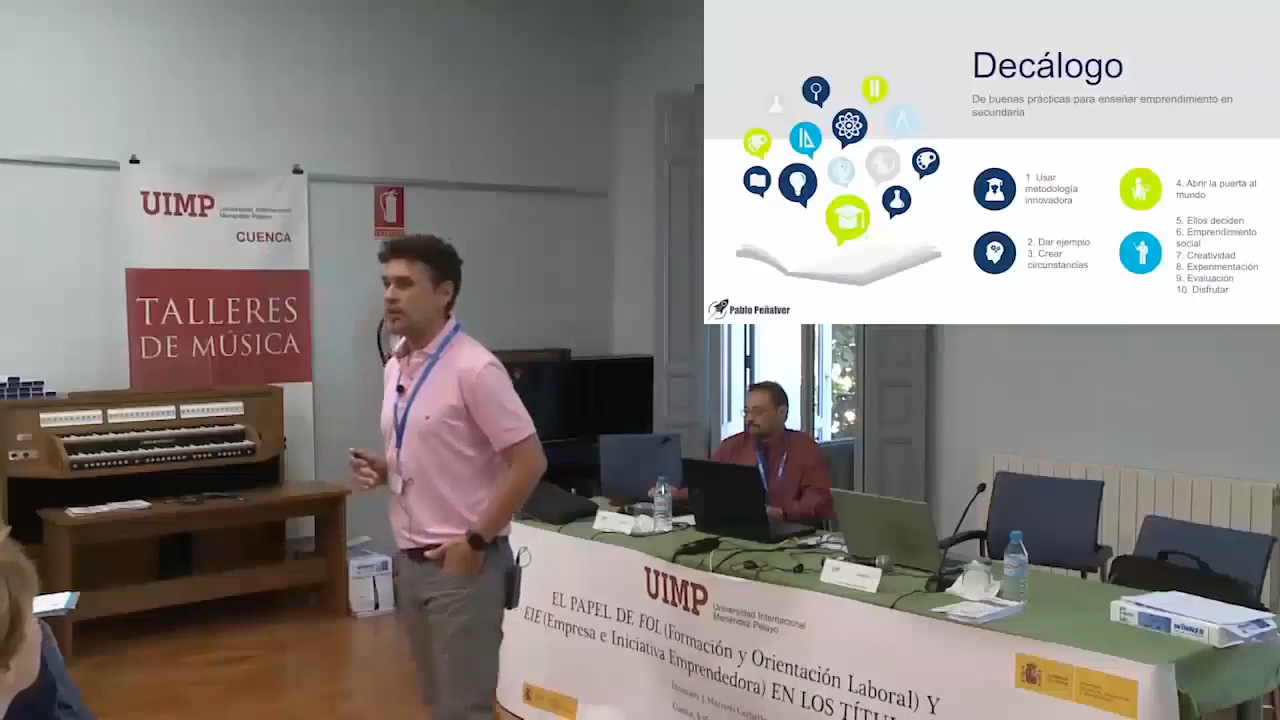 Decálogo
De buenas prácticas para enseñar emprendimiento en
secundaria
1 Usar
metodología
innovadora
2. Dar ejemplo
3. Crear
circunstancias
4. Abrir la puerta al
mundo
5. Ellos deciden
6. Emprendimiento
social
7. Creatividad
8. Experimentación
9. Evaluación
10. Disfrutar
Pablo Peñalver
UIMP
Universidad Internacional
Menéndez Pelayo
CUENCA
TALLERES
DE MÚSICA
UIMP
Universidad Internacional
Menéndez Pelayo
EL PAPEL DE FOL (Formación y Orientación Laboral) Y
EJE (Empresa e Iniciativa Emprendedora) EN LOS
WINNER